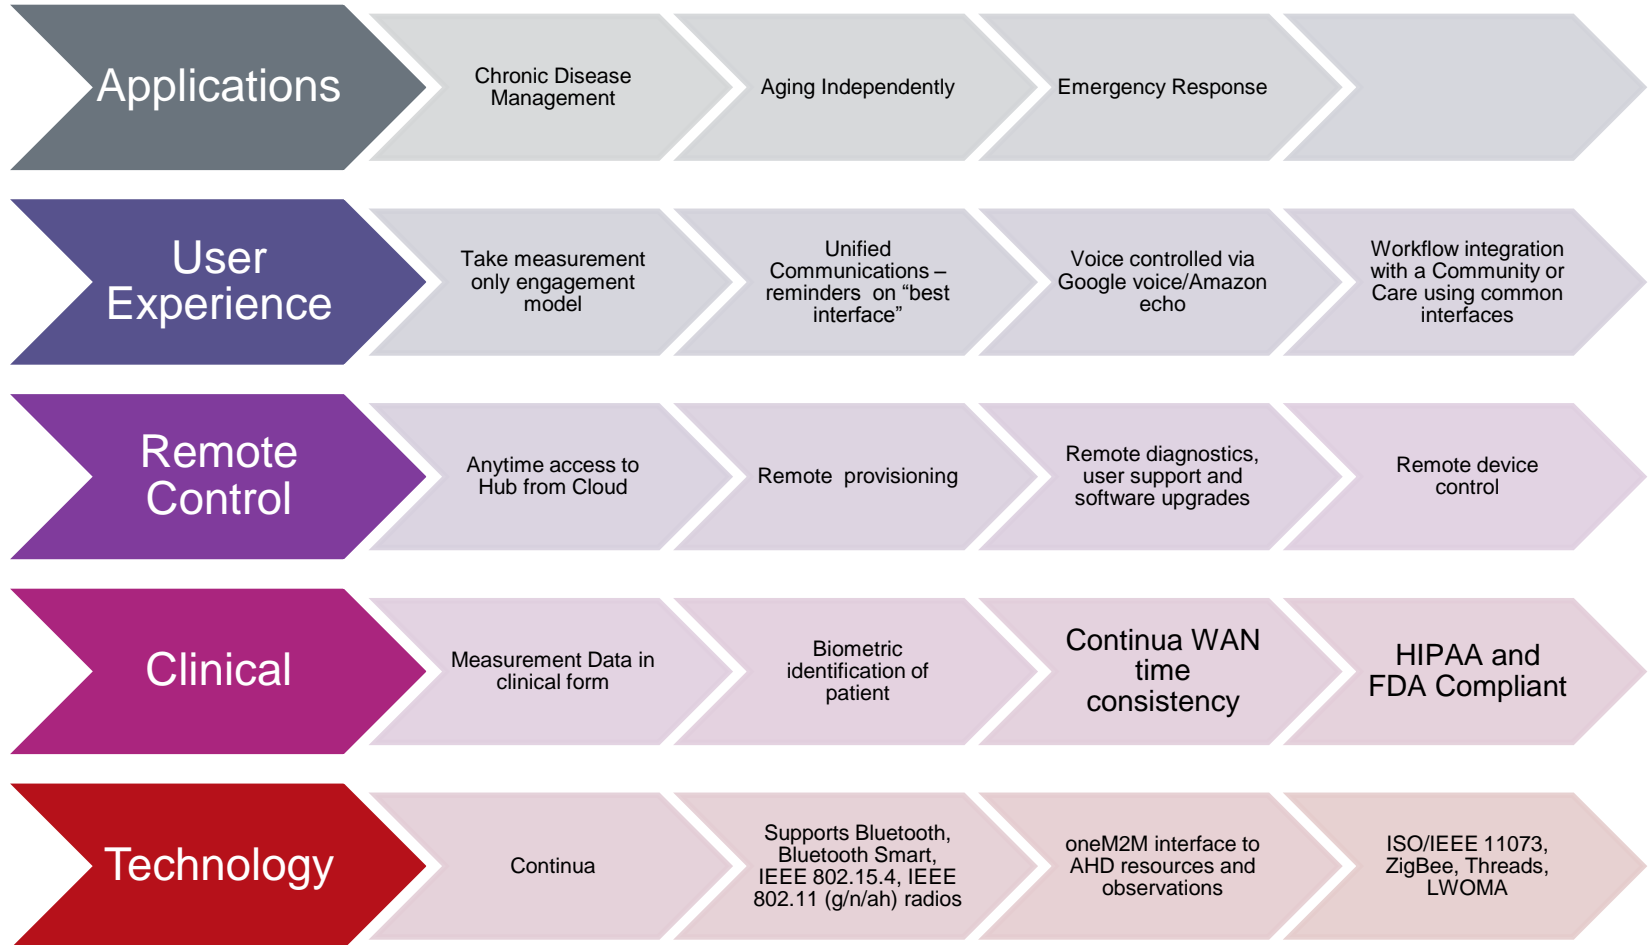 Applications
Chronic Disease
Management
Aging Independently
Emergency Response
User
Experience
Take measurement
only engagement
model
Unified
Communications –
reminders  on “best
interface”
Voice controlled via
Google voice/Amazon
echo
Workflow integration
with a Community or
Care using common
interfaces
Remote
Control
Anytime access to
Hub from Cloud
Remote  provisioning
Remote diagnostics,
user support and
software upgrades
Remote device
control
Clinical
Measurement Data in
clinical form
Biometric
identification of
patient
Continua WAN
time
consistency
HIPAA and
FDA Compliant
Technology
Continua
Supports Bluetooth,
Bluetooth Smart,
IEEE 802.15.4, IEEE
802.11 (g/n/ah) radios
oneM2M interface to
AHD resources and
observations
ISO/IEEE 11073,
ZigBee, Threads,
LWOMA